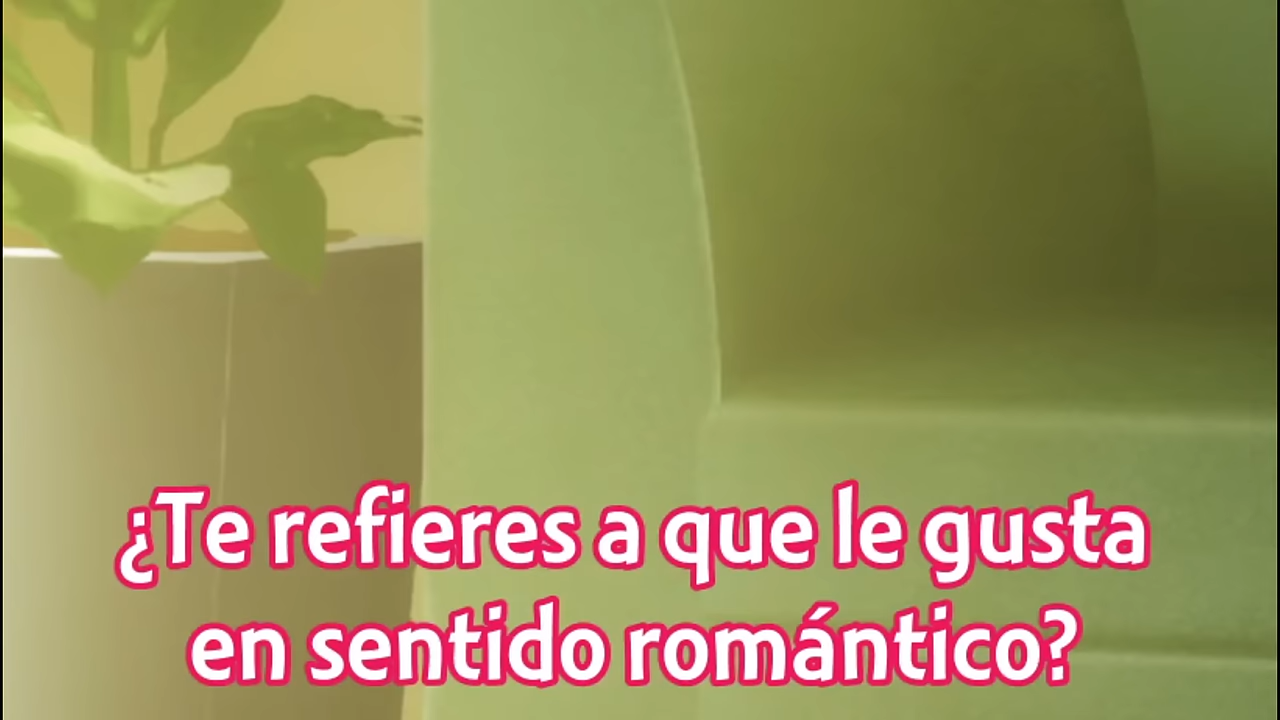 ¿Te refieres a que le gusta
en sentido romántico?